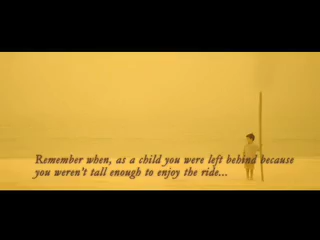 Remember when, as a child you were left behind because
you weren't tall enough to enjoy the ride...